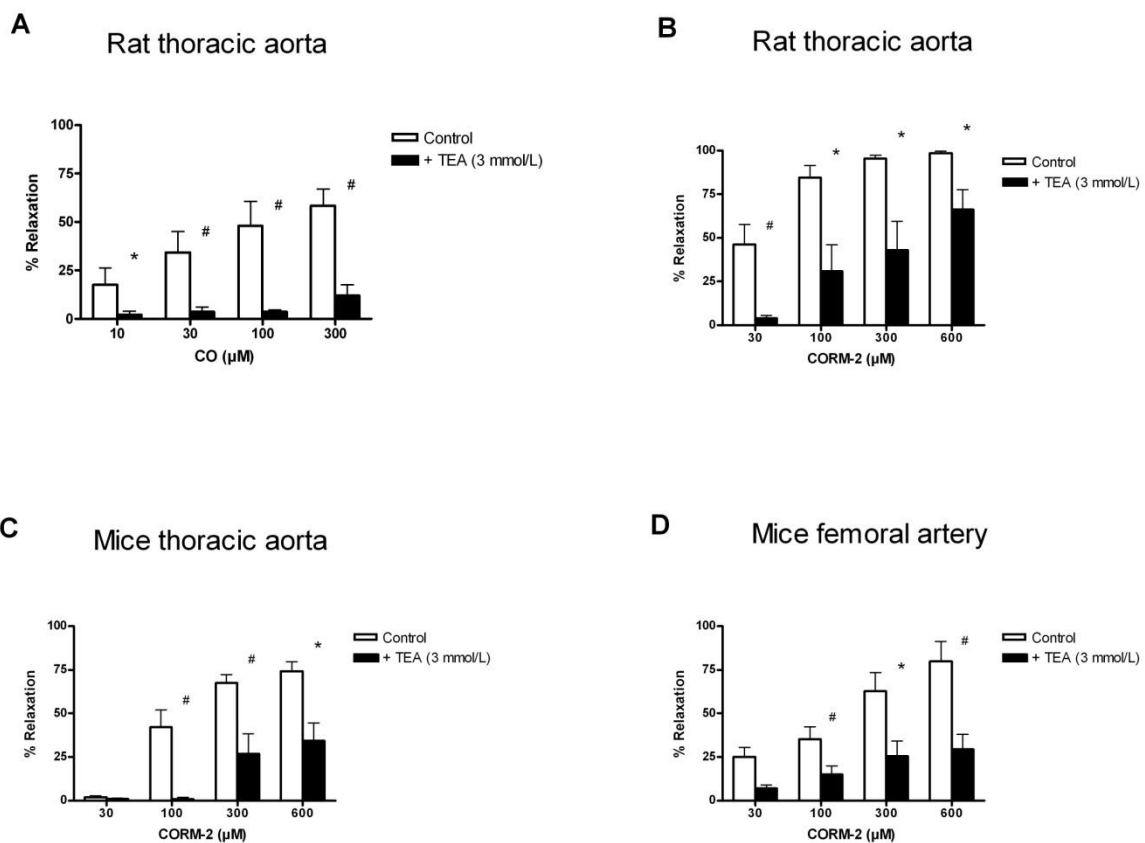 A
Rat thoracic aorta
% Relaxation
100
75
50
25
0
*
#
#
#
Control
+ TEA (3 mmol/L)
10 30 100 300
CO (µM)
B
Rat thoracic aorta
% Relaxation
100
75
50
25
0
#
*
*
*
Control
+ TEA (3 mmol/L)
30 100 300 600
CORM-2 (µM)
C
Mice thoracic aorta
% Relaxation
100
75
50
25
0
#
#
*
Control
+ TEA (3 mmol/L)
30 100 300 600
CORM-2 (µM)
D
Mice femoral artery
% Relaxation
100
75
50
25
0
#
*
#
Control
+ TEA (3 mmol/L)
30 100 300 600
CORM-2 (µM)